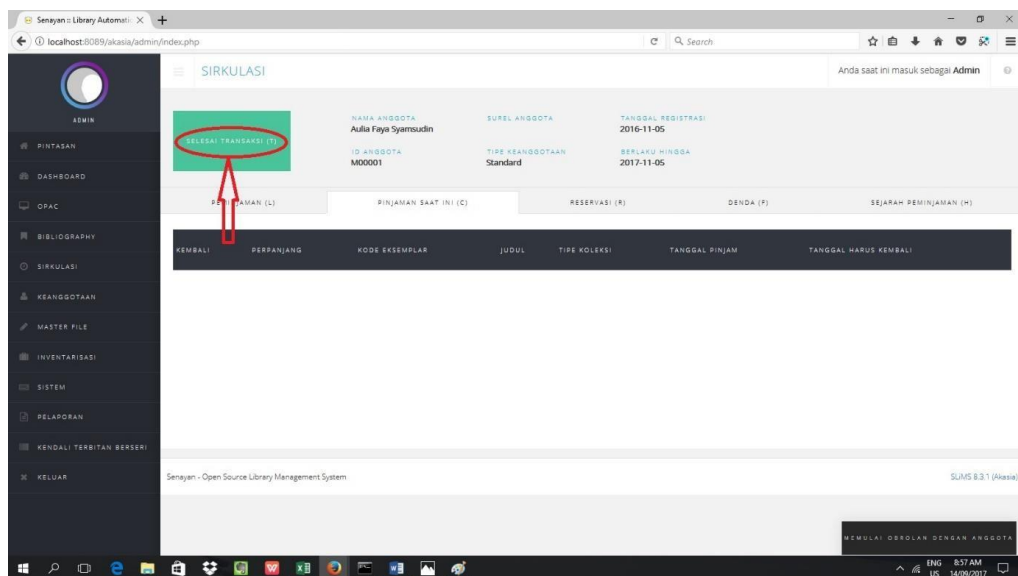 Senayan :: Library Automatic
localhost:8089/akasia/admin/index.php
Search
SIRKULASI
Anda saat ini masuk sebagai Admin
ADMIN
PINTASAN
DASHBOARD
OPAC
BIBLIOGRAPHY
SIRKULASI
KEANGGOTAAN
MASTER FILE
INVENTARISASI
SISTEM
PELAPORAN
KENDALI TERBITAN BERSERI
KELUAR
SELESAI TRANSAKSI (T)
NAMA ANGGOTA
Aulia Faya Syamsudin
SUREL ANGGOTA
TANGGAL REGISTRASI
2016-11-05
ID ANGGOTA
M00001
TIPE KEANGGOTAAN
Standard
BERLAKU HINGGA
2017-11-05
PEMINJAMAN (L)
PINJAMAN SAAT INI (C)
RESERVASI (R)
DENDA (F)
SEJARAH PEMINJAMAN (H)
KEMBALI PERPANJANG KODE EKSEMPLAR JUDUL TIPE KOLEKSI TANGGAL PINJAM TANGGAL HARUS KEMBALI
Senayan - Open Source Library Management System
SLiMS 8.3.1 (Akasia)
MEMULAI OBROLAN DENGAN ANGGOTA
ENG 8:57 AM
US 14/09/2017